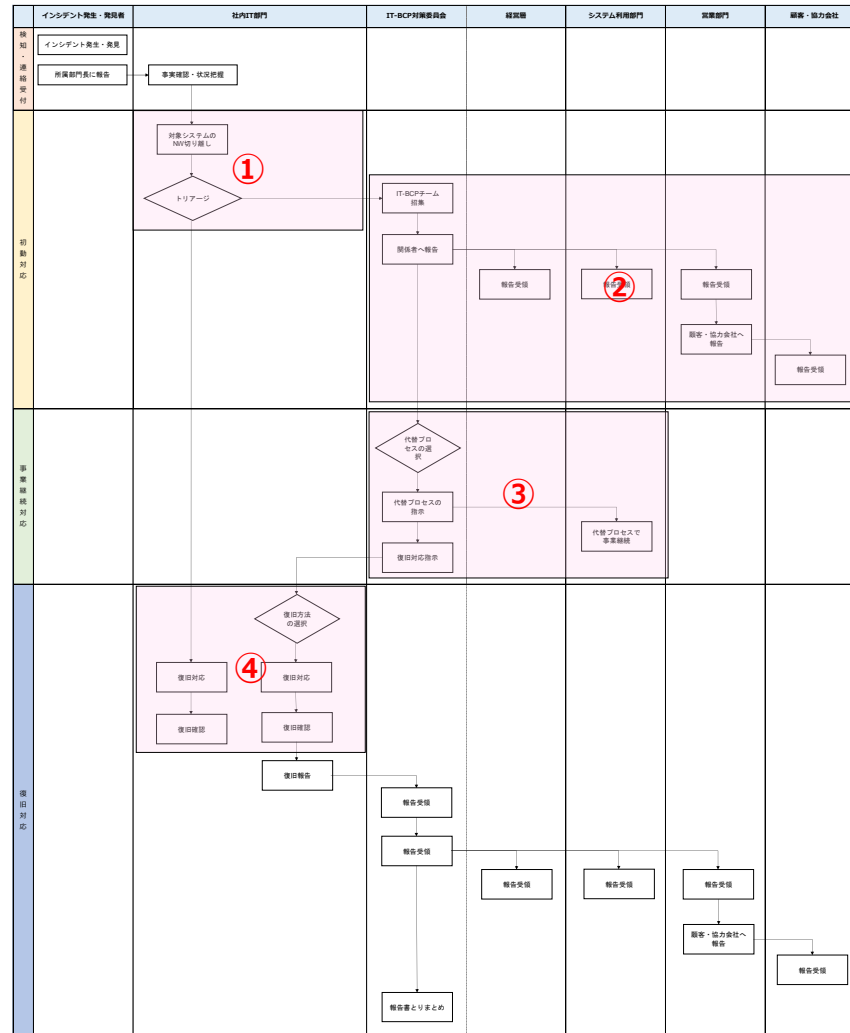 インシデント発生・発見者
社内IT部門
IT-BCP対策委員会
経営層
システム利用部門
営業部門
顧客・協力会社
検知・連絡受付
インシデント発生・発見
所属部門長に報告
事実確認・状況把握
初動対応
対象システムの
NW切り離し
①
トリアージ
IT-BCPチーム
招集
関係者へ報告
報告受領
報告受領
②
報告受領
顧客・協力会社へ
報告
報告受領
事業継続対応
代替プロ
セスの選
択
③
代替プロセスの
指示
代替プロセスで
事業継続
復旧対応指示
復旧対応
復旧方法
の選択
④
復旧対応
復旧対応
復旧確認
復旧確認
復旧報告
報告受領
報告受領
報告受領
報告受領
報告受領
顧客・協力会社へ
報告
報告受領
報告書とりまとめ